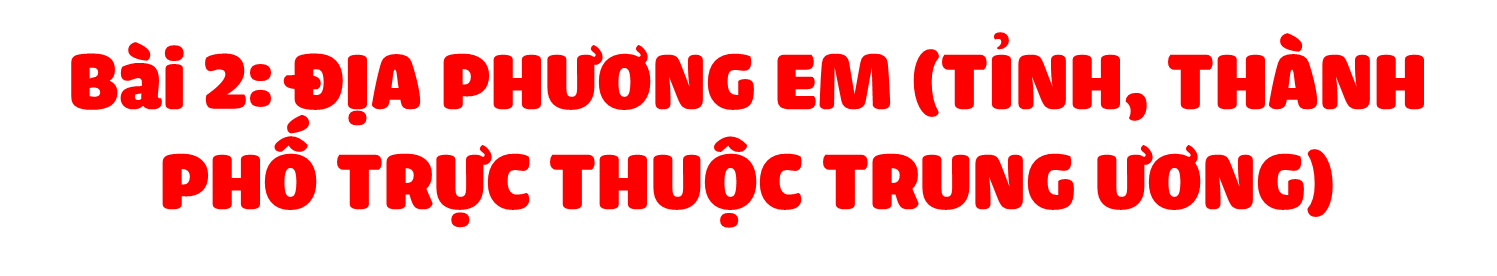 Bài 2: ĐỊA PHƯƠNG EM (TỈNH, THÀNH
PHỐ TRỰC THUỘC TRUNG ƯƠNG)